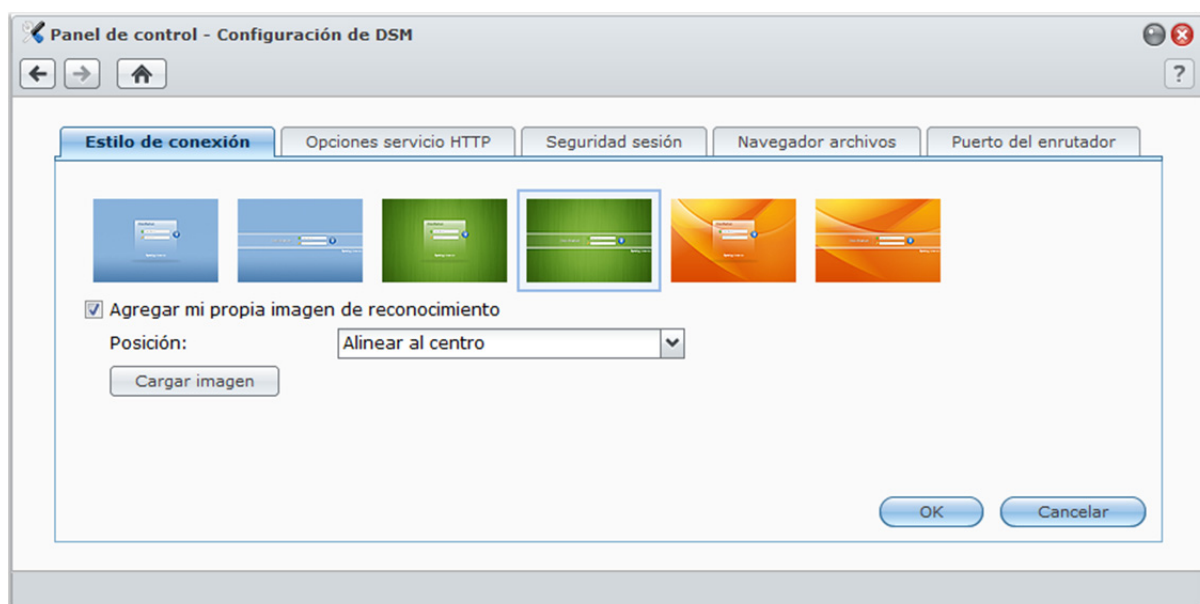 Panel de control - Configuración de DSM
?
Estilo de conexión Opciones servicio HTTP Seguridad sesión Navegador archivos Puerto del enrutador
Agregar mi propia imagen de reconocimiento
Posición: Alinear al centro
Cargar imagen
OK Cancelar